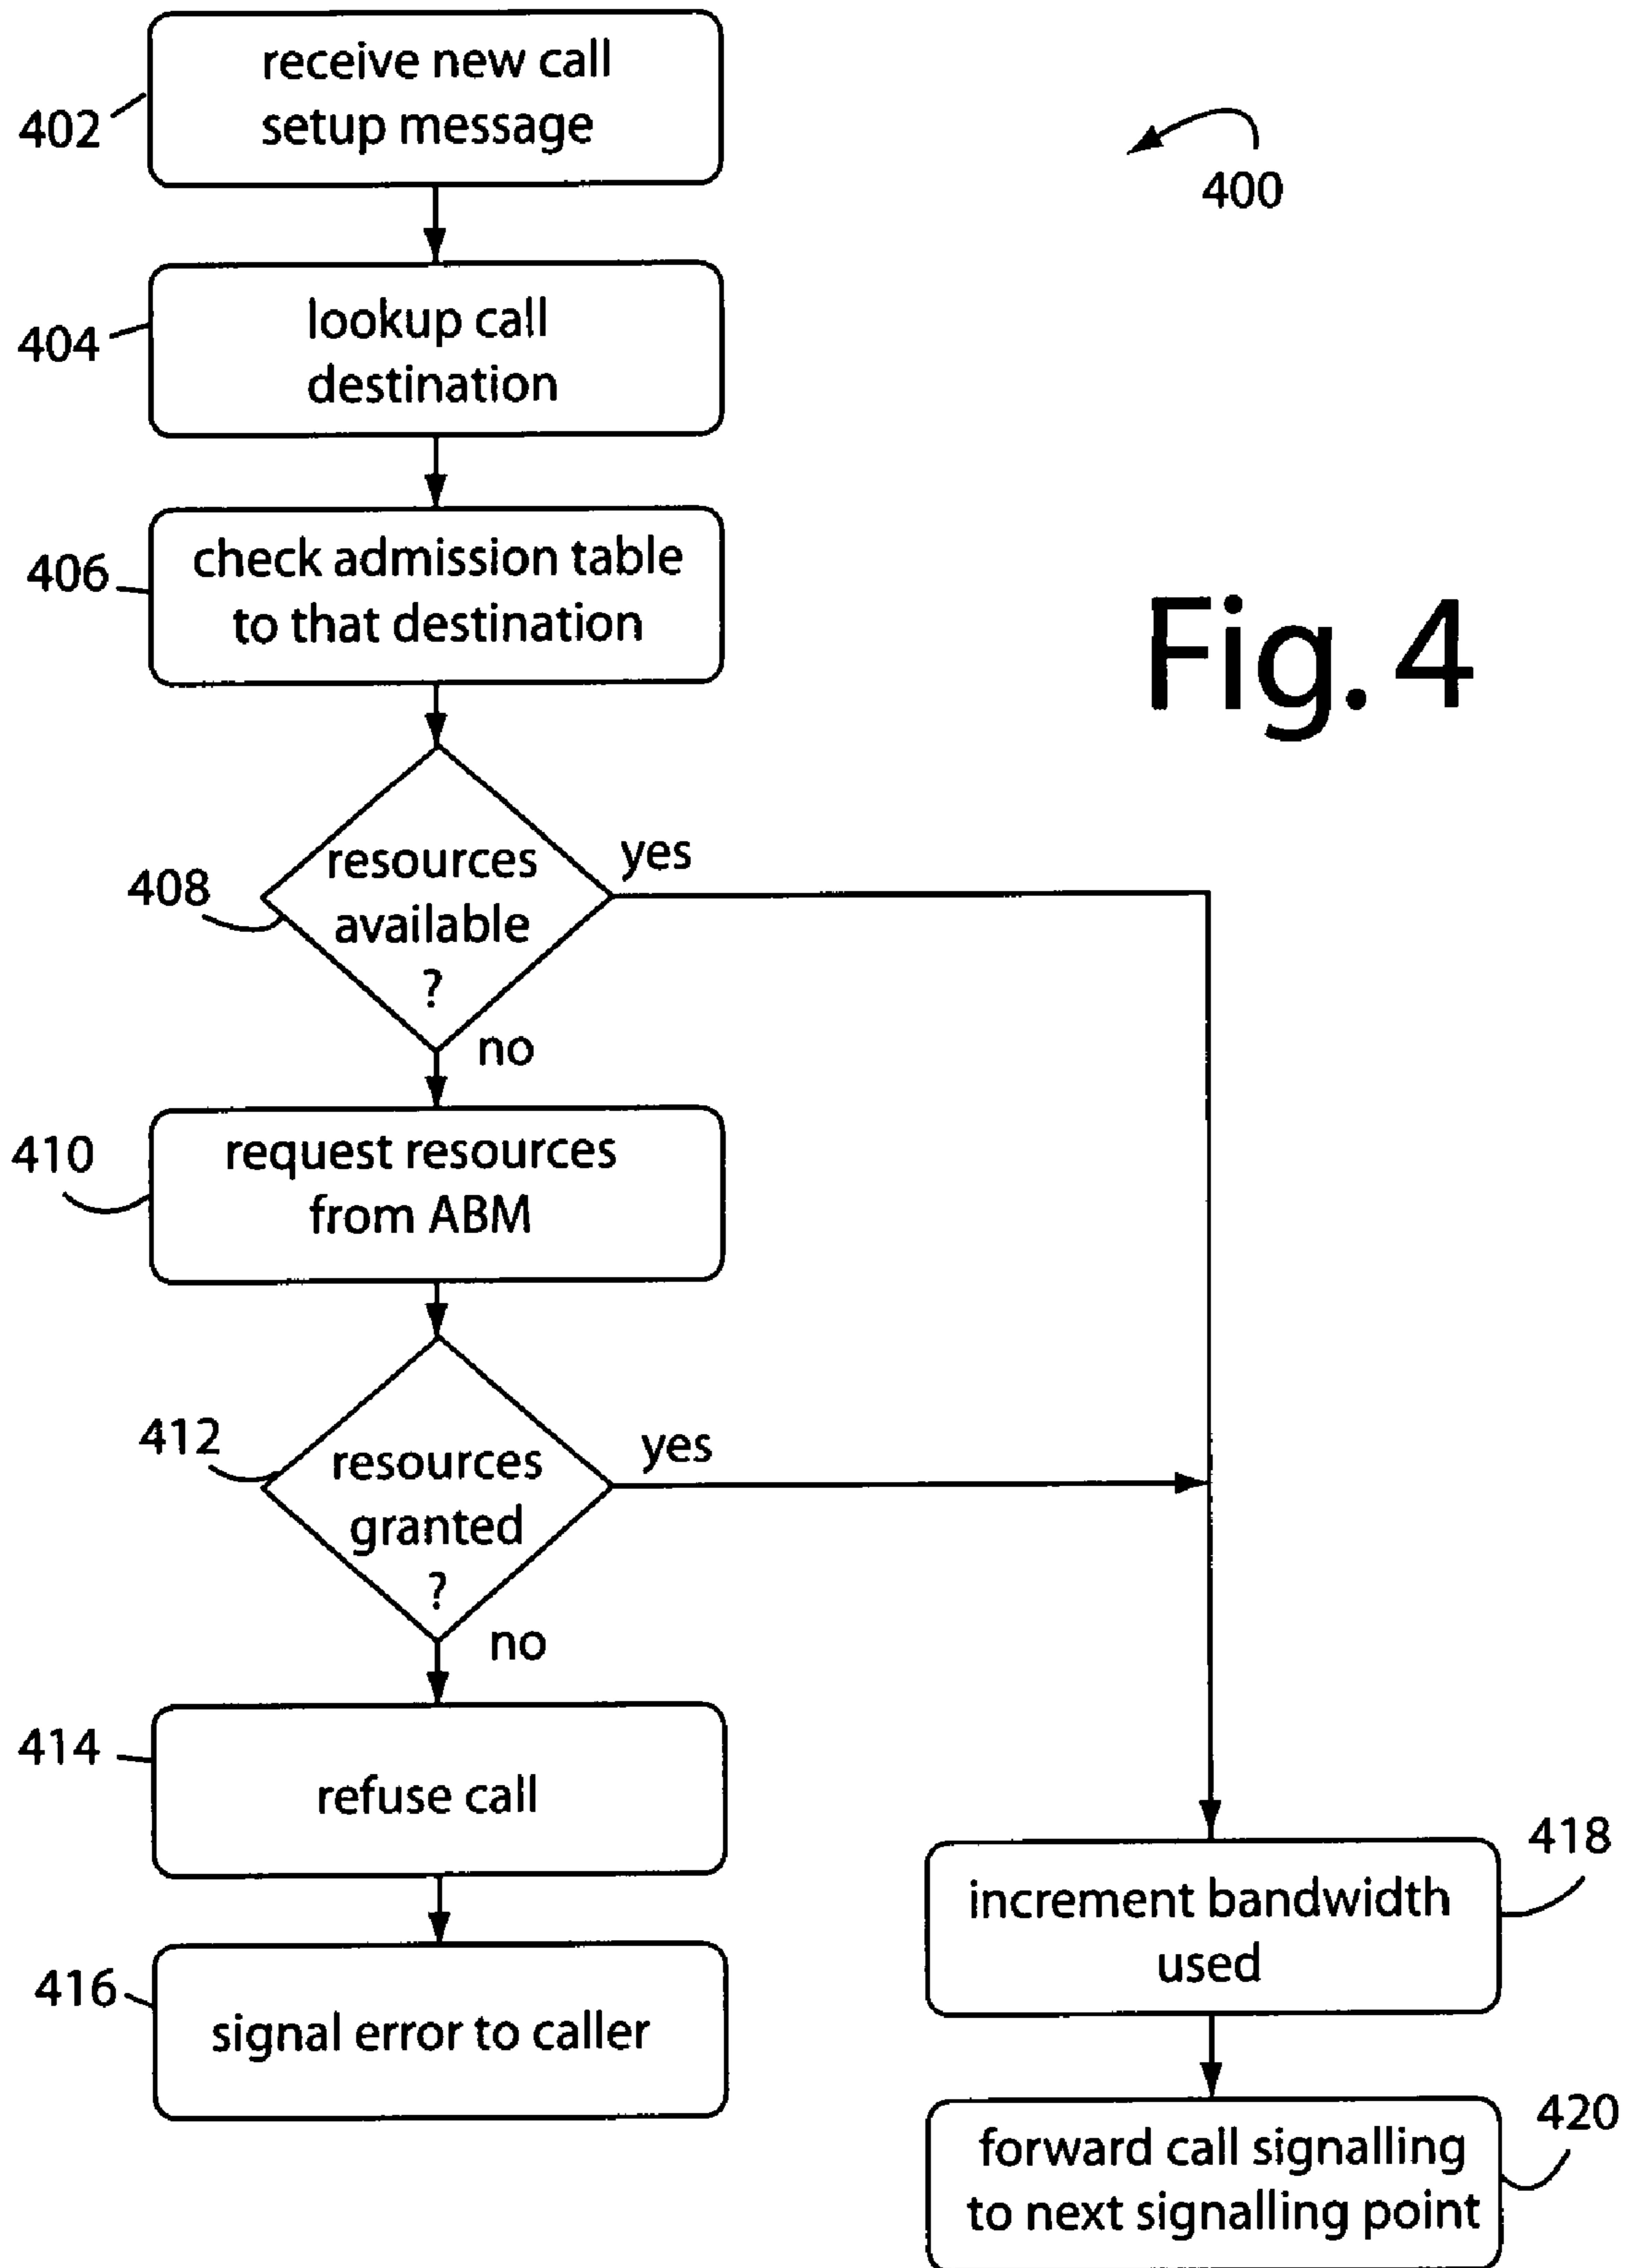 receive new call
setup message
402
400
lookup call
destination
404
check admission table
to that destination
406
Fig. 4
resources
available
?
408
yes
no
request resources
from ABM
410
resources
granted
?
412
yes
no
refuse call
414
signal error to caller
416
increment bandwidth
used
418
forward call signalling
to next signalling point
420